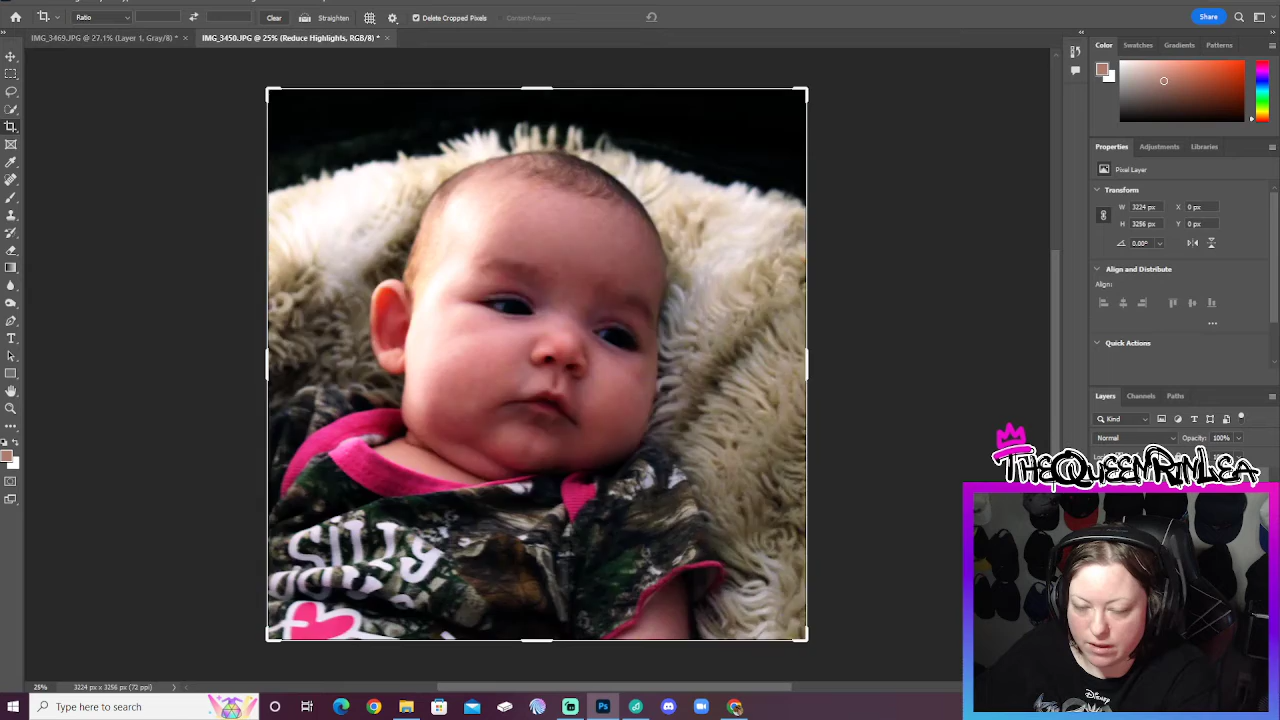 Ratio Clear Straighten Delete Cropped Pixels Content-Aware Share
IMG_3469.JPG @ 27.1% (Layer 1, Gray/8) * × IMG_3450.JPG @ 25% (Reduce Highlights, RGB/8) * ×
Color Swatches Gradients Patterns
Properties Adjustments Libraries
Pixel Layer
Transform
W 3224 px X 0 px
H 3256 px Y 0 px
0.00°
Align and Distribute
Align:
Quick Actions
Layers Channels Paths
Kind
Normal Opacity: 100%
TheQueenRinLea
SILLY
Disney
25% 3224 px x 3256 px (72 ppi)
Type here to search